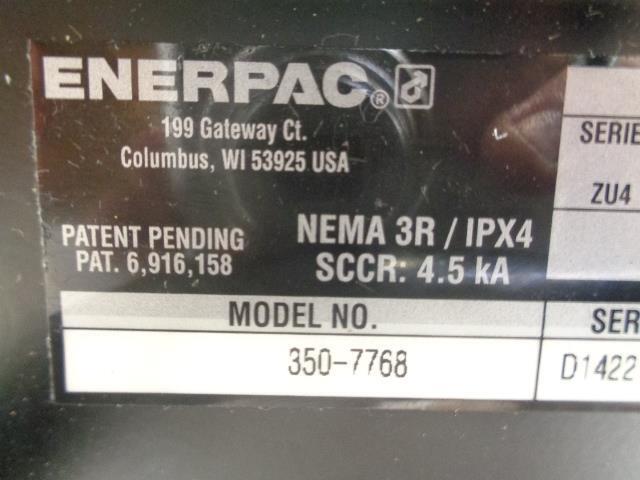 ENERPAC®
199 Gateway Ct.
Columbus, WI 53925 USA
SERIE
ZU4
PATENT PENDING
PAT. 6,916,158
NEMA 3R / IPX4
SCCR: 4.5 kA
MODEL NO.
SER
350-7768
D1422